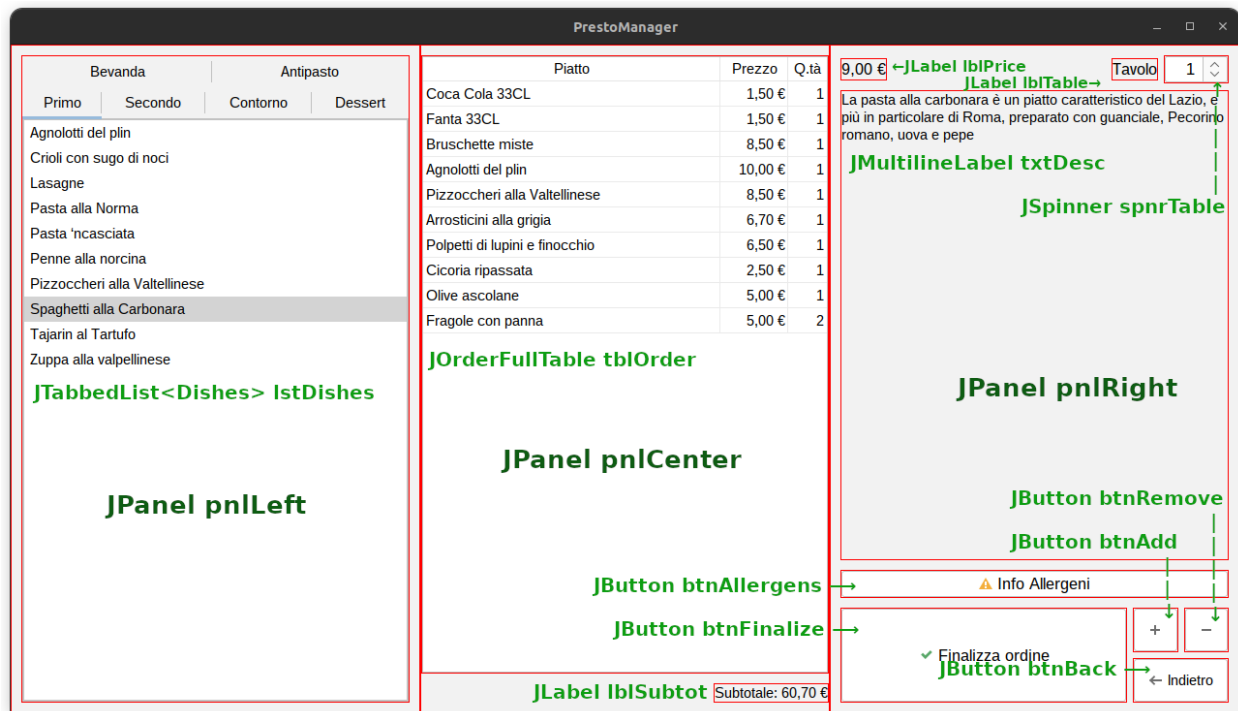 PrestoManager
Bevanda Antipasto
Primo Secondo Contorno Dessert
Agnolotti del plin
Crioli con sugo di noci
Lasagne
Pasta alla Norma
Pasta ‘ncasciata
Penne alla norcina
Pizzoccheri alla Valtellinese
Spaghetti alla Carbonara
Tajarin al Tartufo
Zuppa alla valpellinese
JTabbedList<Dishes> lstDishes
JPanel pnlLeft
Piatto Prezzo Q.tà
Coca Cola 33CL 1,50 € 1
Fanta 33CL 1,50 € 1
Bruschette miste 8,50 € 1
Agnolotti del plin 10,00 € 1
Pizzoccheri alla Valtellinese 8,50 € 1
Arrosticini alla grigia 6,70 € 1
Polpetti di lupini e finocchio 6,50 € 1
Cicoria ripassata 2,50 € 1
Olive ascolane 5,00 € 1
Fragole con panna 5,00 € 2
JOrderFullTable tblOrder
JPanel pnlCenter
JButton btnAllergens →
JButton btnFinalize →
JLabel lblSubtot Subtotale: 60,70 €
9,00 € ←JLabel lblPrice Tavolo 1
JLabel lblTable→
La pasta alla carbonara è un piatto caratteristico del Lazio, e
più in particolare di Roma, preparato con guanciale, Pecorino
romano, uova e pepe
JMultilineLabel txtDesc
JSpinner spnrTable
JPanel pnlRight
JButton btnRemove
JButton btnAdd
Info Allergeni
+ −
Finalizza ordine
JButton btnBack →
← Indietro